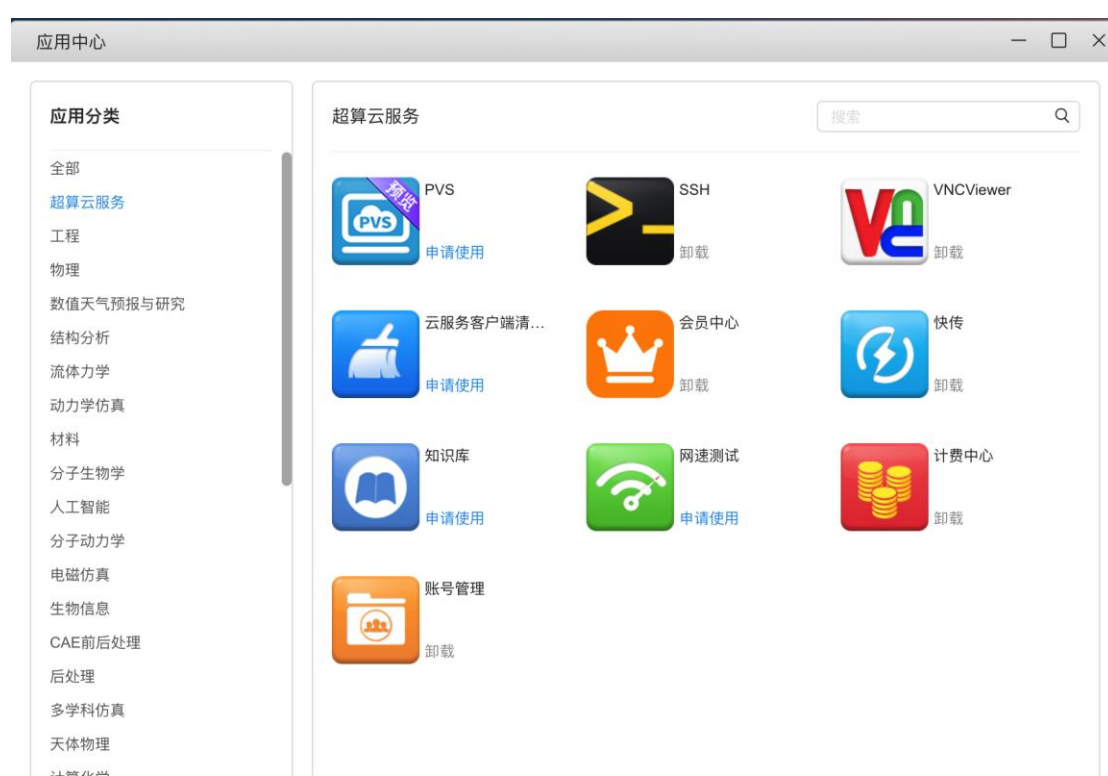 应用中心
应用分类
全部
超算云服务
工程
物理
数值天气预报与研究
结构分析
流体力学
动力学仿真
材料
分子生物学
人工智能
分子动力学
电磁仿真
生物信息
CAE前后处理
后处理
多学科仿真
天体物理
计算化学
超算云服务
搜索
预览
PVS
PVS
申请使用
SSH
卸载
VNCViewer
卸载
云服务客户端清...
申请使用
会员中心
卸载
快传
卸载
知识库
申请使用
网速测试
申请使用
计费中心
卸载
账号管理
卸载